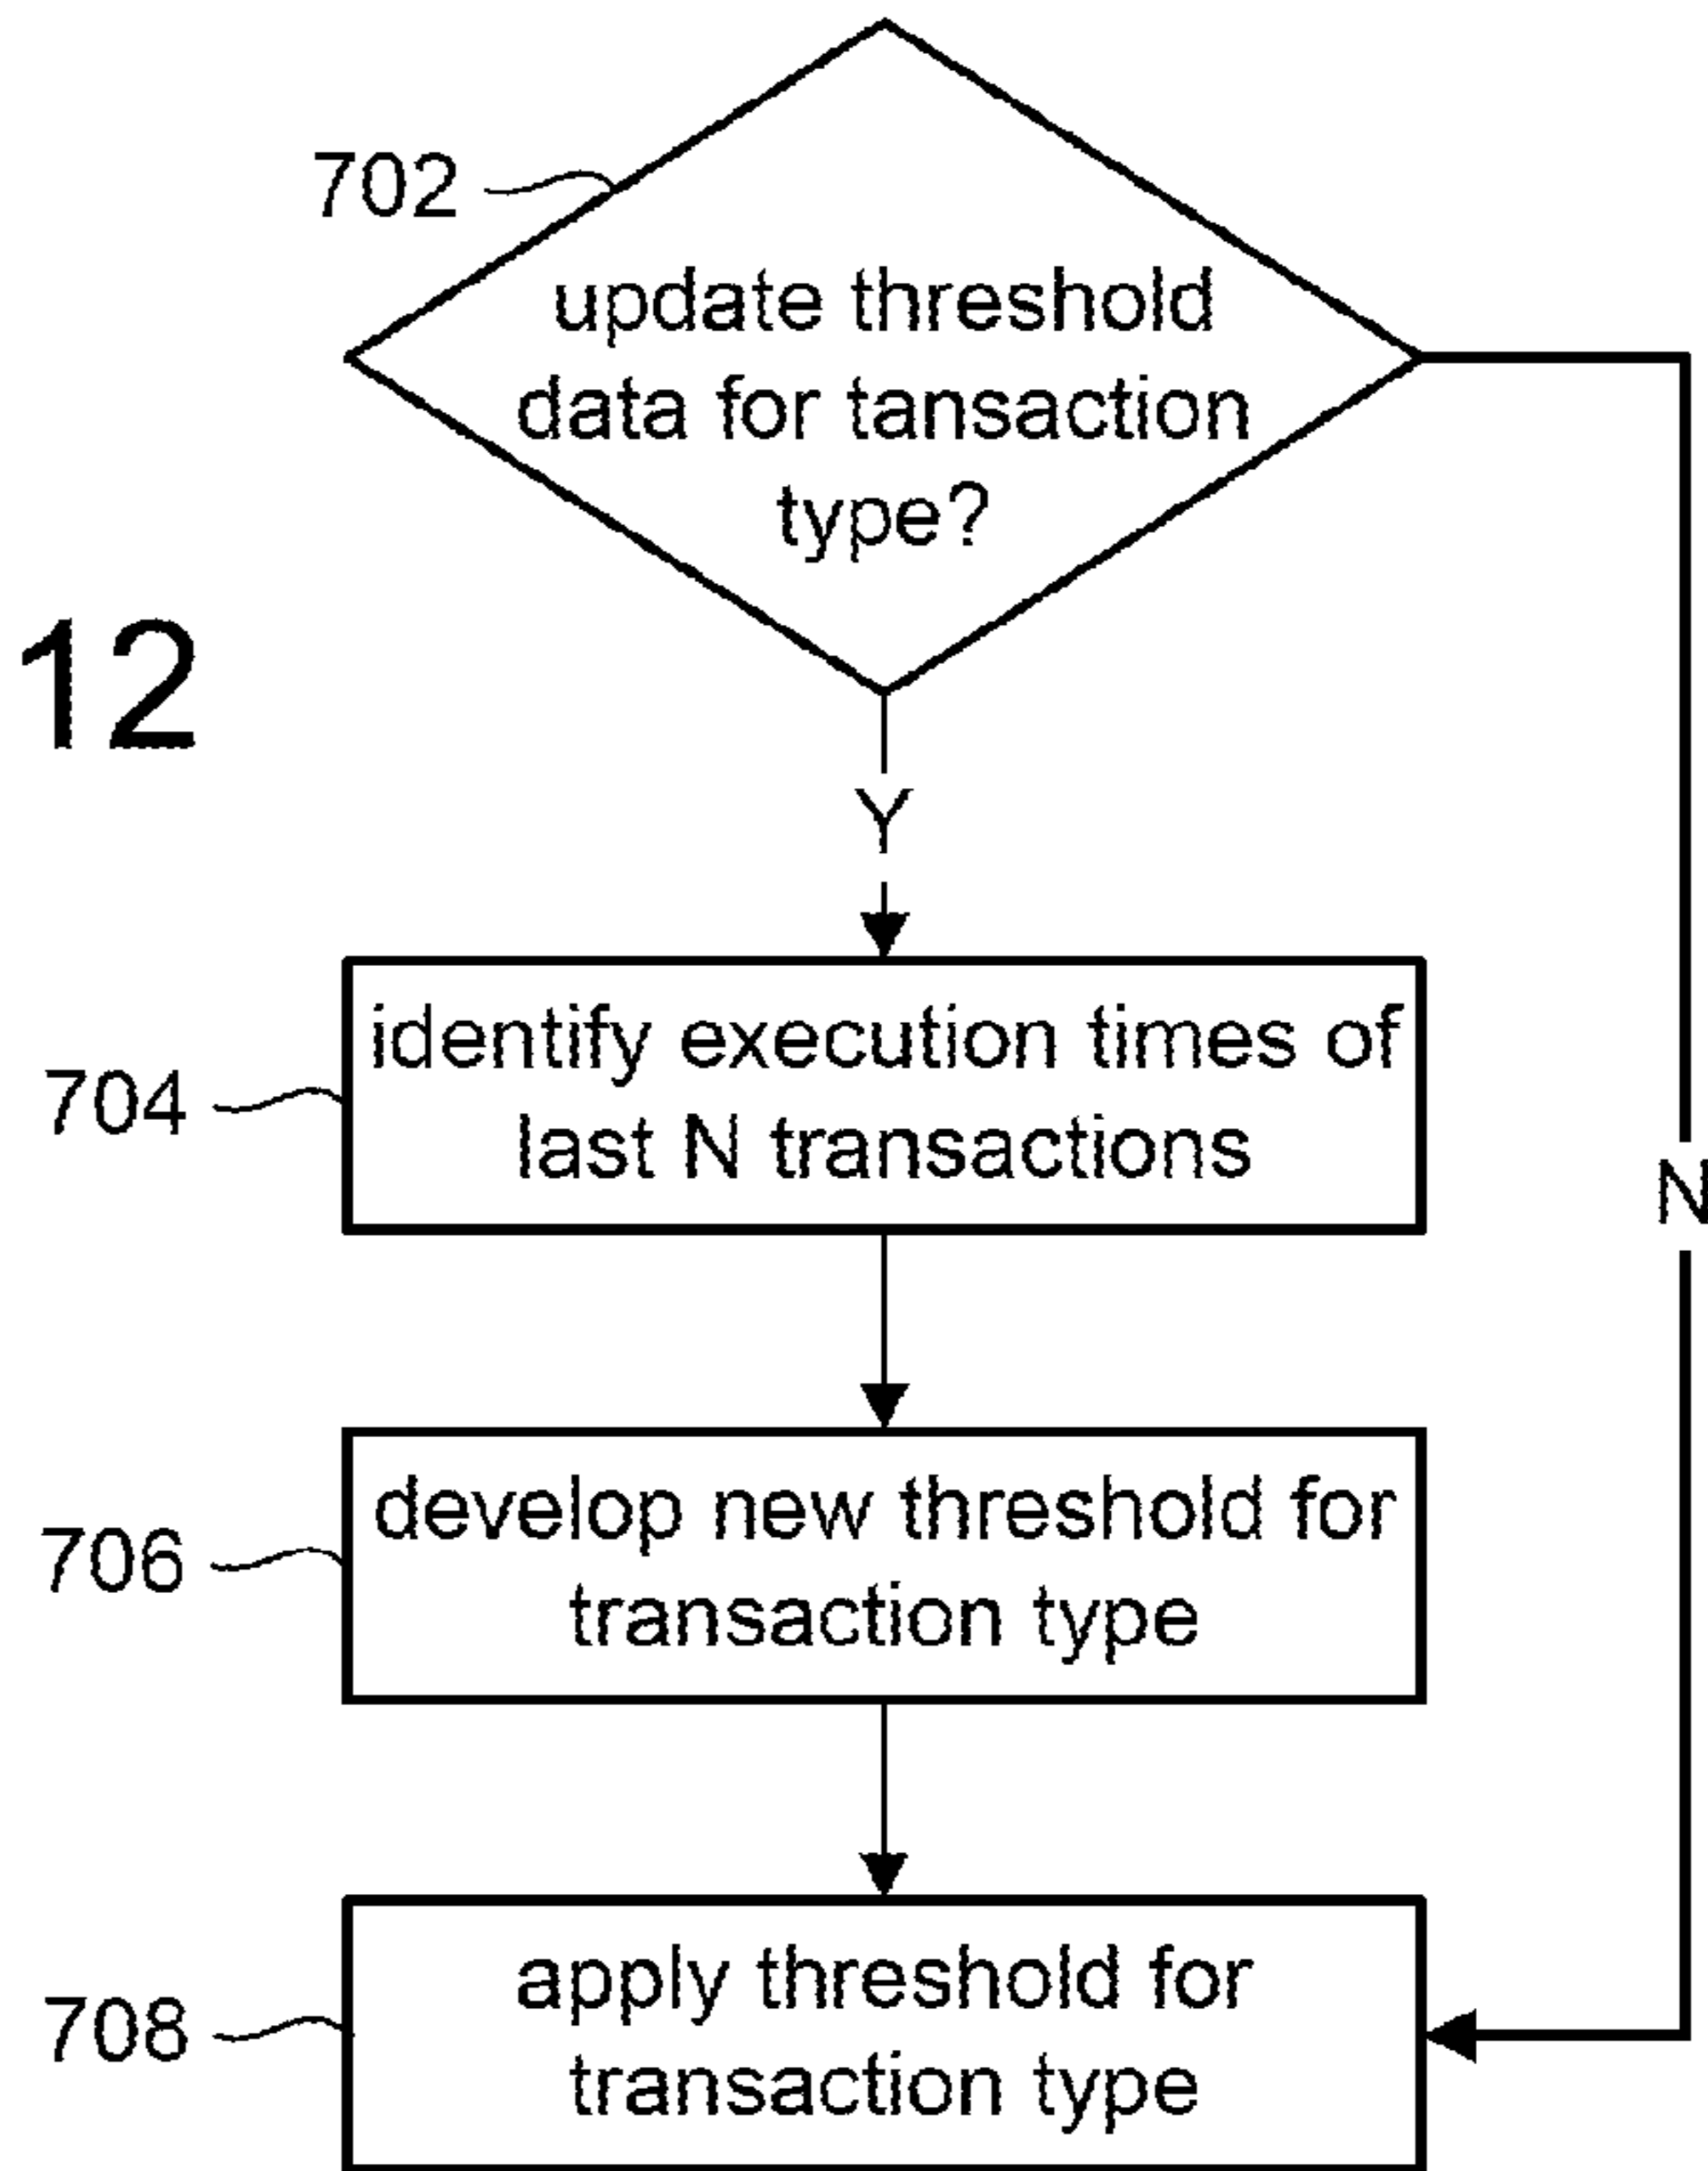 702
update threshold
data for tansaction
type?
12
Y
704
identify execution times of
last N transactions
N
706
develop new threshold for
transaction type
708
apply threshold for
transaction type